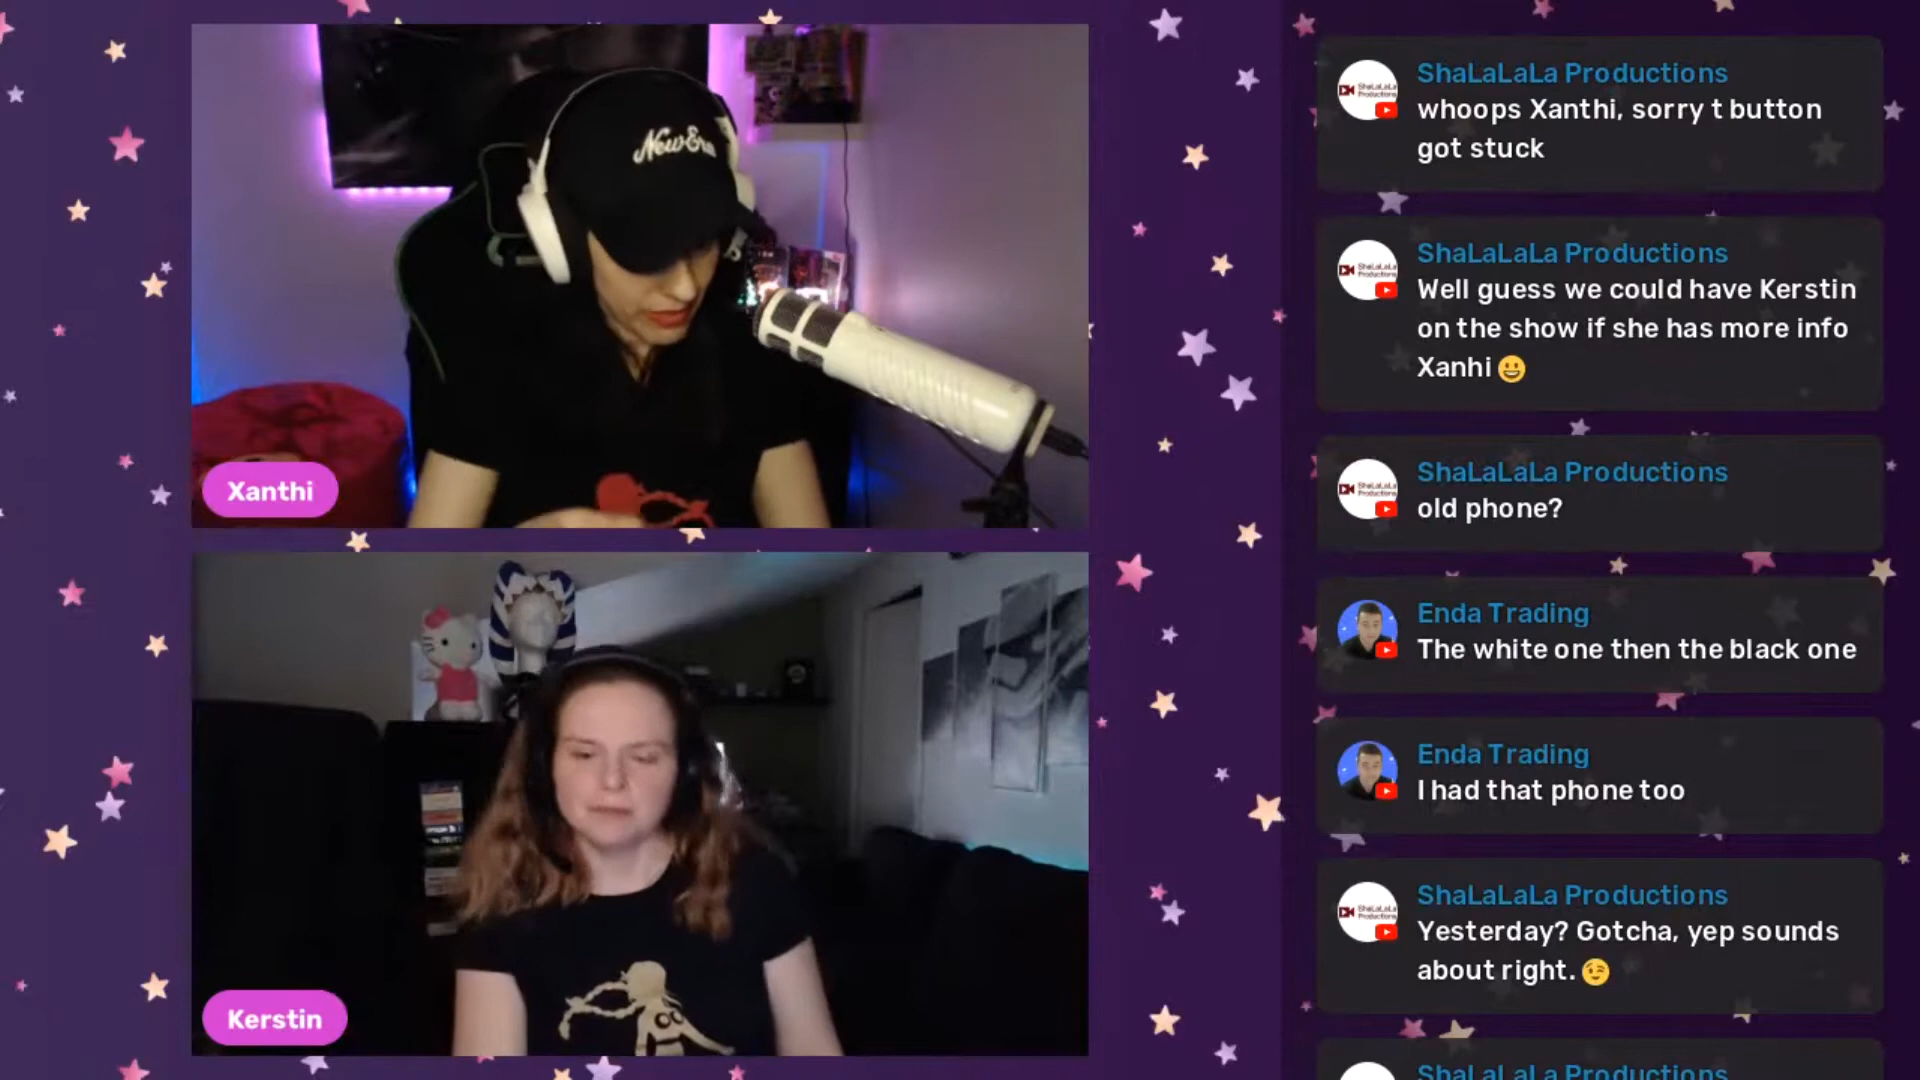 New Era
Xanthi
Kerstin
ShaLaLaLa Productions
whoops Xanthi, sorry t button
got stuck
ShaLaLaLa Productions
Well guess we could have Kerstin
on the show if she has more info
Xanhi 😀
ShaLaLaLa Productions
old phone?
Enda Trading
The white one then the black one
Enda Trading
I had that phone too
ShaLaLaLa Productions
Yesterday? Gotcha, yep sounds
about right. 😉
ShaLaLaLa Productions